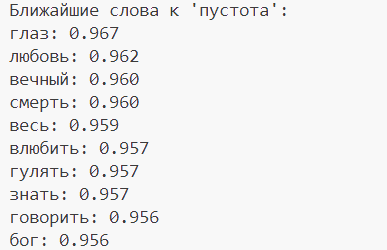 Ближайшие слова к 'пустота':
глаз: 0.967
любовь: 0.962
вечный: 0.960
смерть: 0.960
весь: 0.959
влюбить: 0.957
гулять: 0.957
знать: 0.957
говорить: 0.956
бог: 0.956